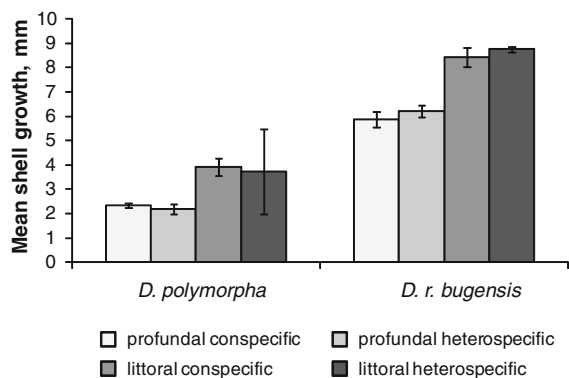 Mean shell growth, mm
10
9
8
7
6
5
4
3
2
1
0
D. polymorpha
D. r. bugensis
profundal conspecific
profundal heterospecific
littoral conspecific
littoral heterospecific